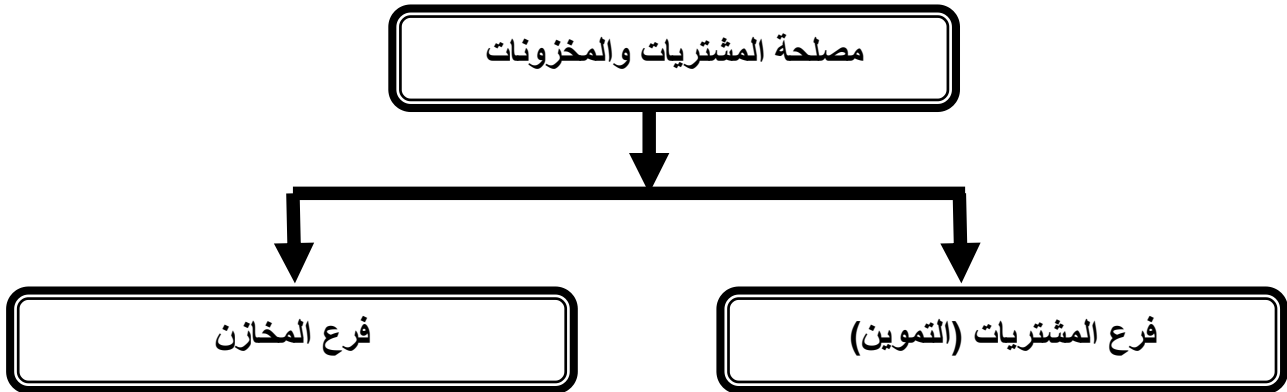 مصلحة المشتريات والمخزونات
فرع المشتريات (التموين)
فرع المخازن